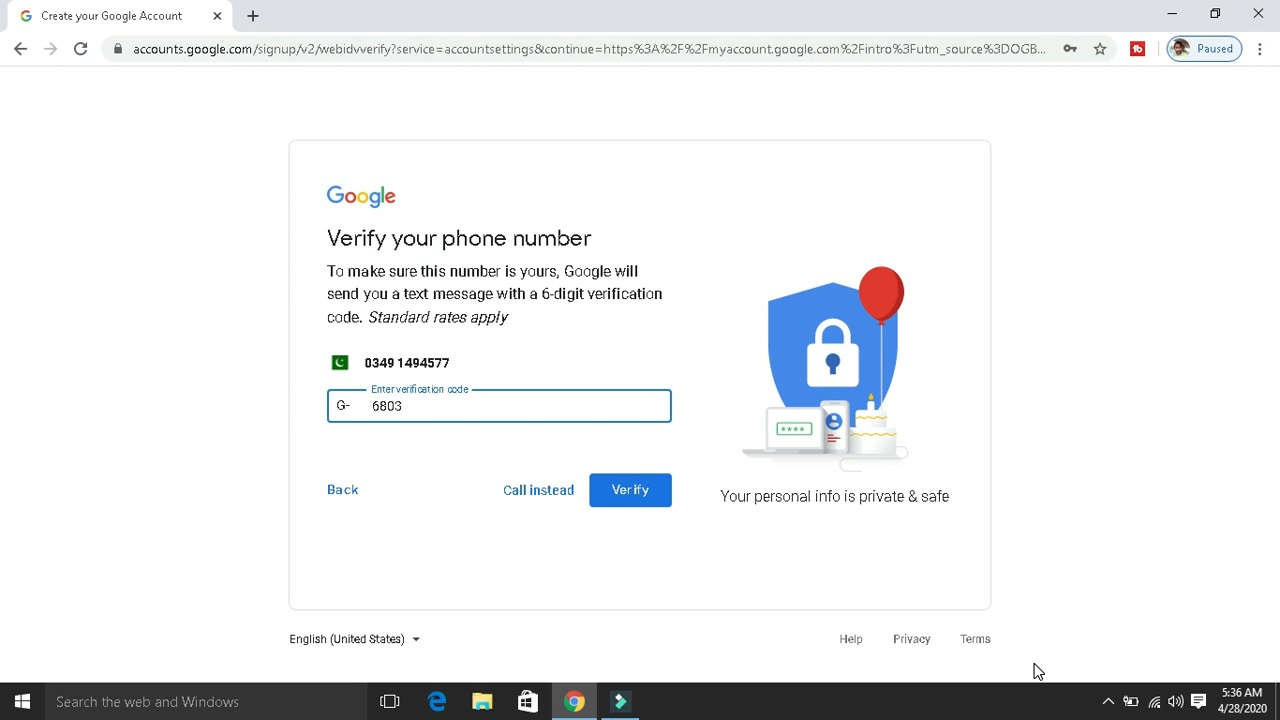 Create your Google Account
accounts.google.com/signup/v2/webidvverify?service=accountsettings&continue=https%3A%2F%2Fmyaccount.google.com%2Fintro%3Futm_source%3DOGB...
Paused
Google
Verify your phone number
To make sure this number is yours, Google will
send you a text message with a 6-digit verification
code. Standard rates apply
0349 1494577
Enter verification code
G- 6803
Back
Call instead
Verify
****
Your personal info is private & safe
English (United States)
Help
Privacy
Terms
Search the web and Windows
5:36 AM
4/28/2020